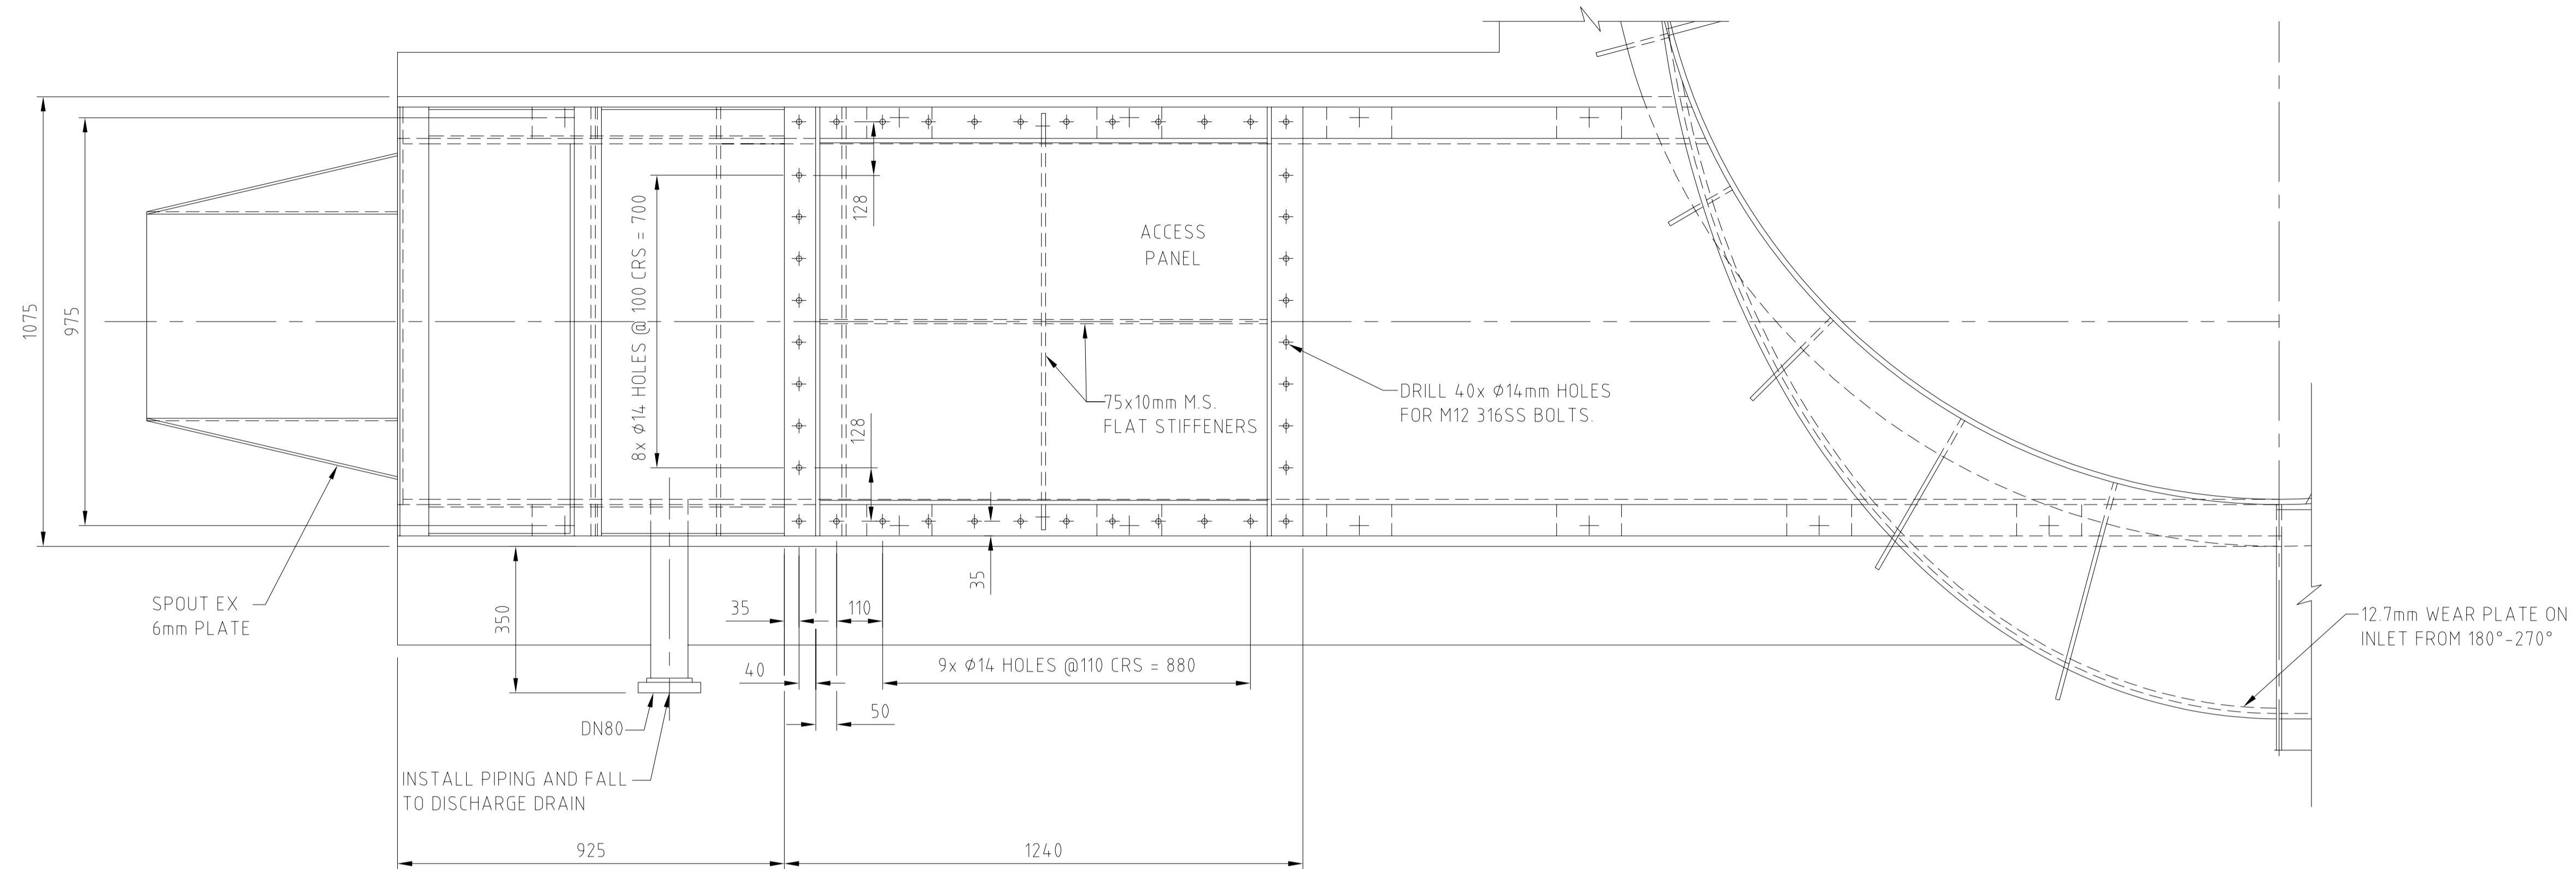 1075
975
8x Ø14 HOLES @ 100 CRS = 700
128
128
ACCESS
PANEL
75x10mm M.S.
FLAT STIFFENERS
DRILL 40x Ø14mm HOLES
FOR M12 316SS BOLTS.
SPOUT EX
6mm PLATE
350
35
110
35
40
9x Ø14 HOLES @110 CRS = 880
50
DN80
INSTALL PIPING AND FALL
TO DISCHARGE DRAIN
12.7mm WEAR PLATE ON
INLET FROM 180°-270°
925
1240